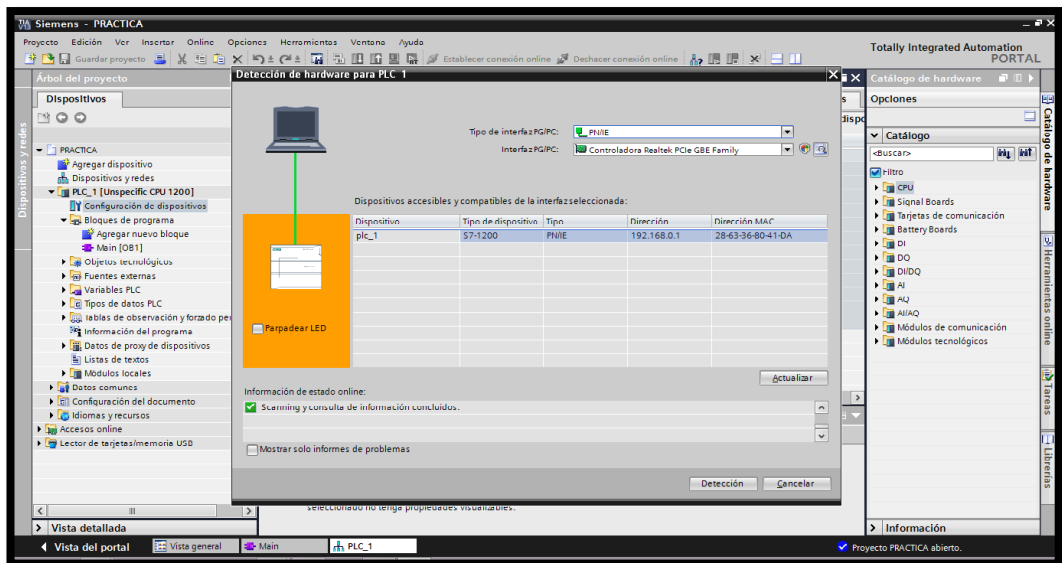 Siemens - PRACTICA
Proyecto Edición Ver Insertar Online Opciones Herramientas Ventana Ayuda
Guardar proyecto
Establecer conexión online
Deshacer conexión online
Totally Integrated Automation
PORTAL
Árbol del proyecto
Dispositivos
Dispositivos y redes
PRACTICA
Agregar dispositivo
Dispositivos y redes
PLC_1 [Unspecific CPU 1200]
Configuración de dispositivos
Bloques de programa
Agregar nuevo bloque
Main [OB1]
Objetos tecnológicos
Fuentes externas
Variables PLC
Tipos de datos PLC
Tablas de observación y forzado per
Información del programa
Datos de proxy de dispositivos
Listas de textos
Módulos locales
Datos comunes
Configuración del documento
Idiomas y recursos
Accesos online
Lector de tarjetas/memoria USB
Vista detallada
Detección de hardware para PLC_1
Tipo de interfaz PG/PC: PN/IE
Interfaz PG/PC: Controladora Realtek PCIe GBE Family
Dispositivos accesibles y compatibles de la interfaz seleccionada:
Dispositivo Tipo de dispositivo Tipo Dirección Dirección MAC
plc_1 S7-1200 PN/IE 192.168.0.1 28-63-36-80-41-DA
Parpadear LED
Actualizar
Información de estado online:
Scanning y consulta de información concluidos.
Mostrar solo informes de problemas
Detección Cancelar
seleccionado no tenga propiedades visualizables.
Catálogo de hardware
Opciones
Catálogo
<Buscar>
Filtro
CPU
Signal Boards
Tarjetas de comunicación
Battery Boards
DI
DQ
DI/DQ
AI
AQ
AI/AQ
Módulos de comunicación
Módulos tecnológicos
Información
Catálogo de hardware
Herramientas online
Tareas
Librerías
Vista del portal
Vista general
Main
PLC_1
Proyecto PRACTICA abierto.